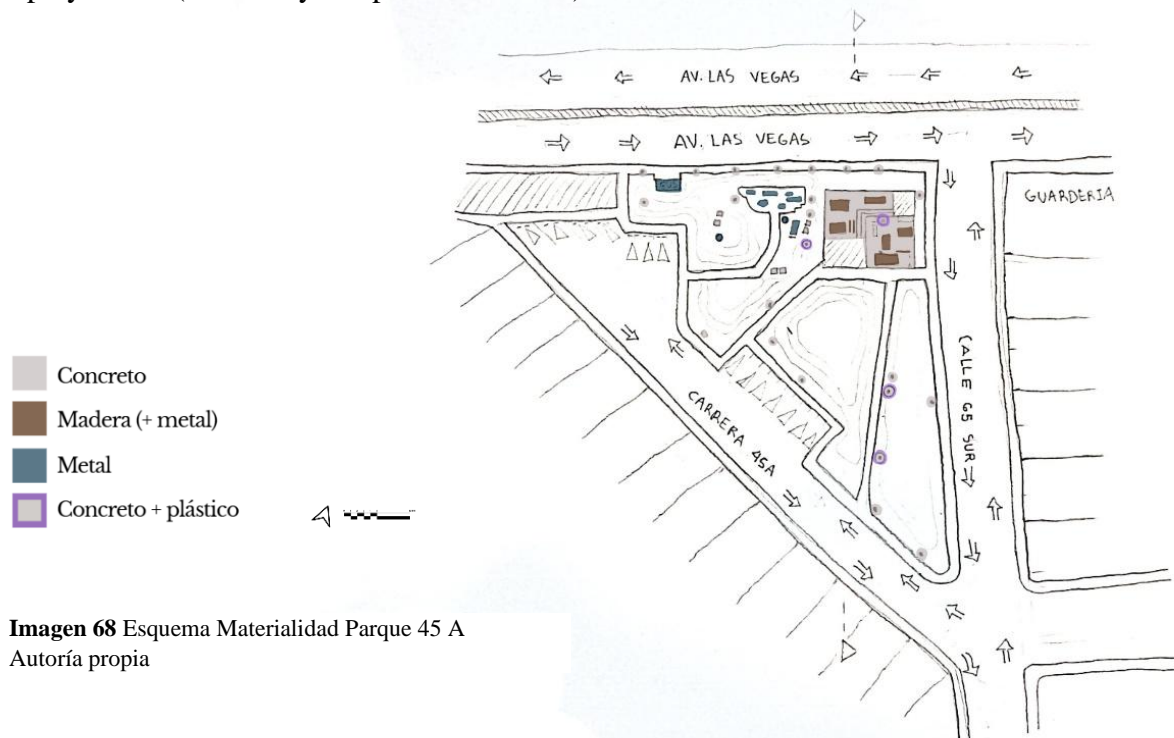 AV. LAS VEGAS
AV. LAS VEGAS
GUARDERIA
CALLE 65 SUR
CARRERA 45A
Concreto
Madera (+ metal)
Metal
Concreto + plástico
Imagen 68 Esquema Materialidad Parque 45 A
Autoría propia